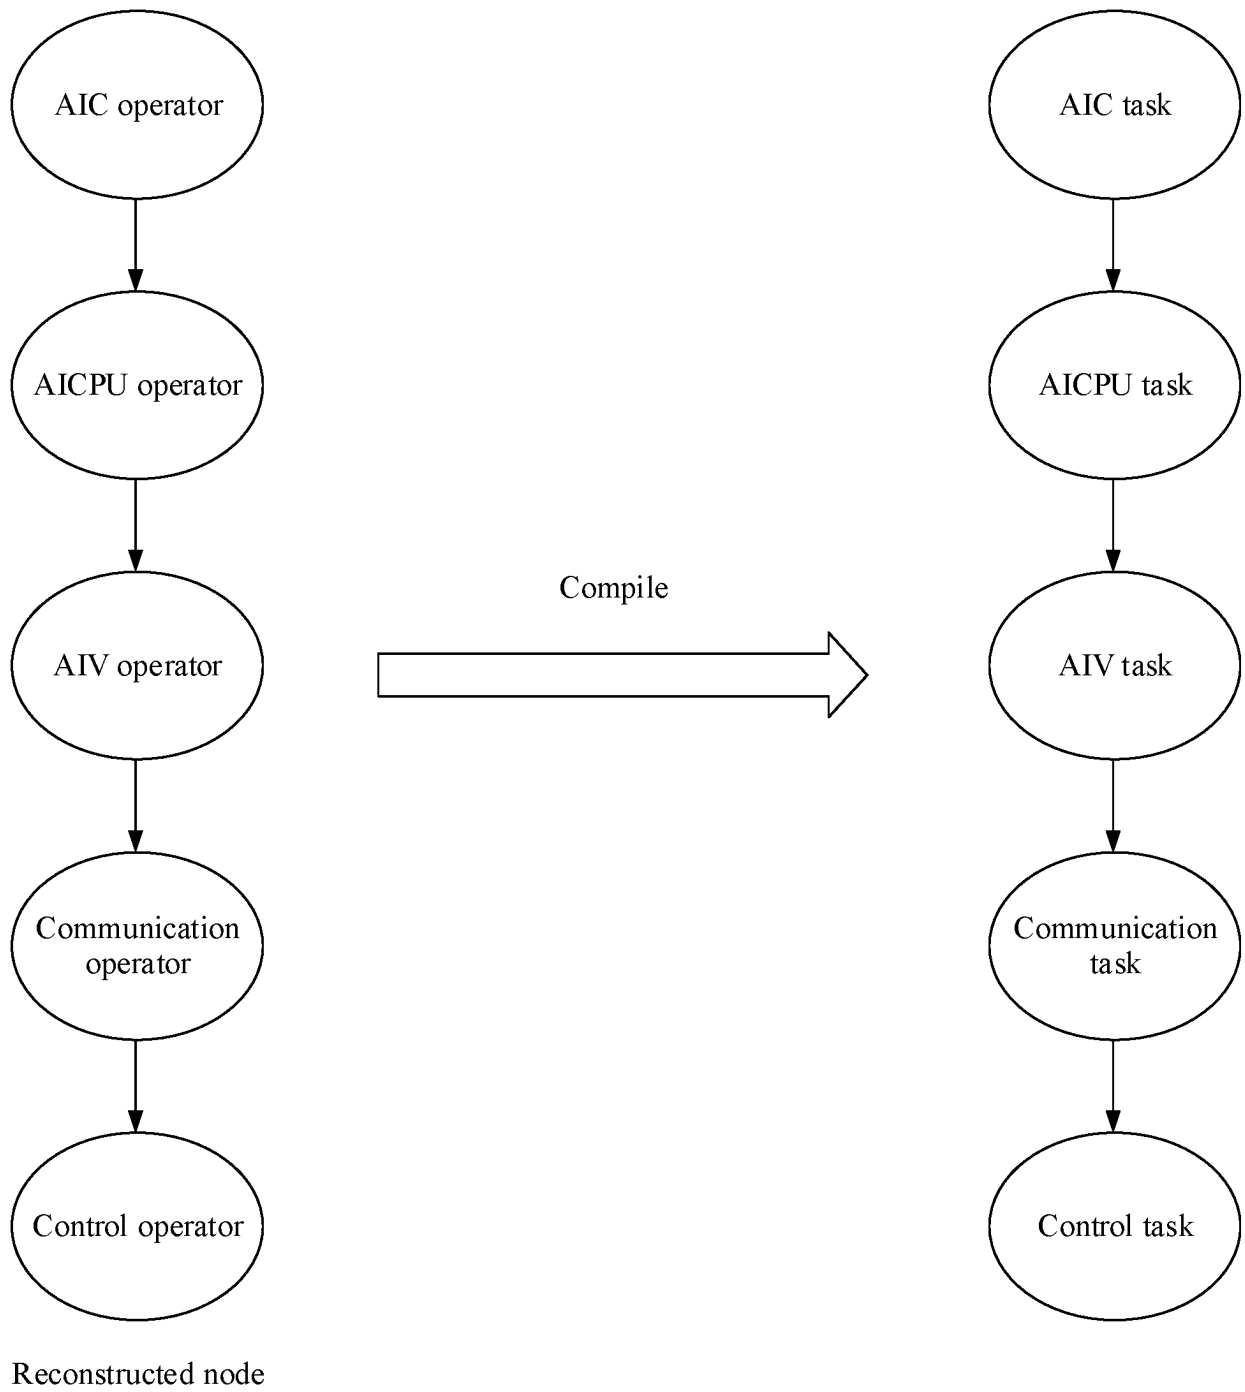 AIC operator
AICPU operator
AIV operator
Communication
operator
Control operator
Reconstructed node
Compile
AIC task
AICPU task
AIV task
Communication
task
Control task